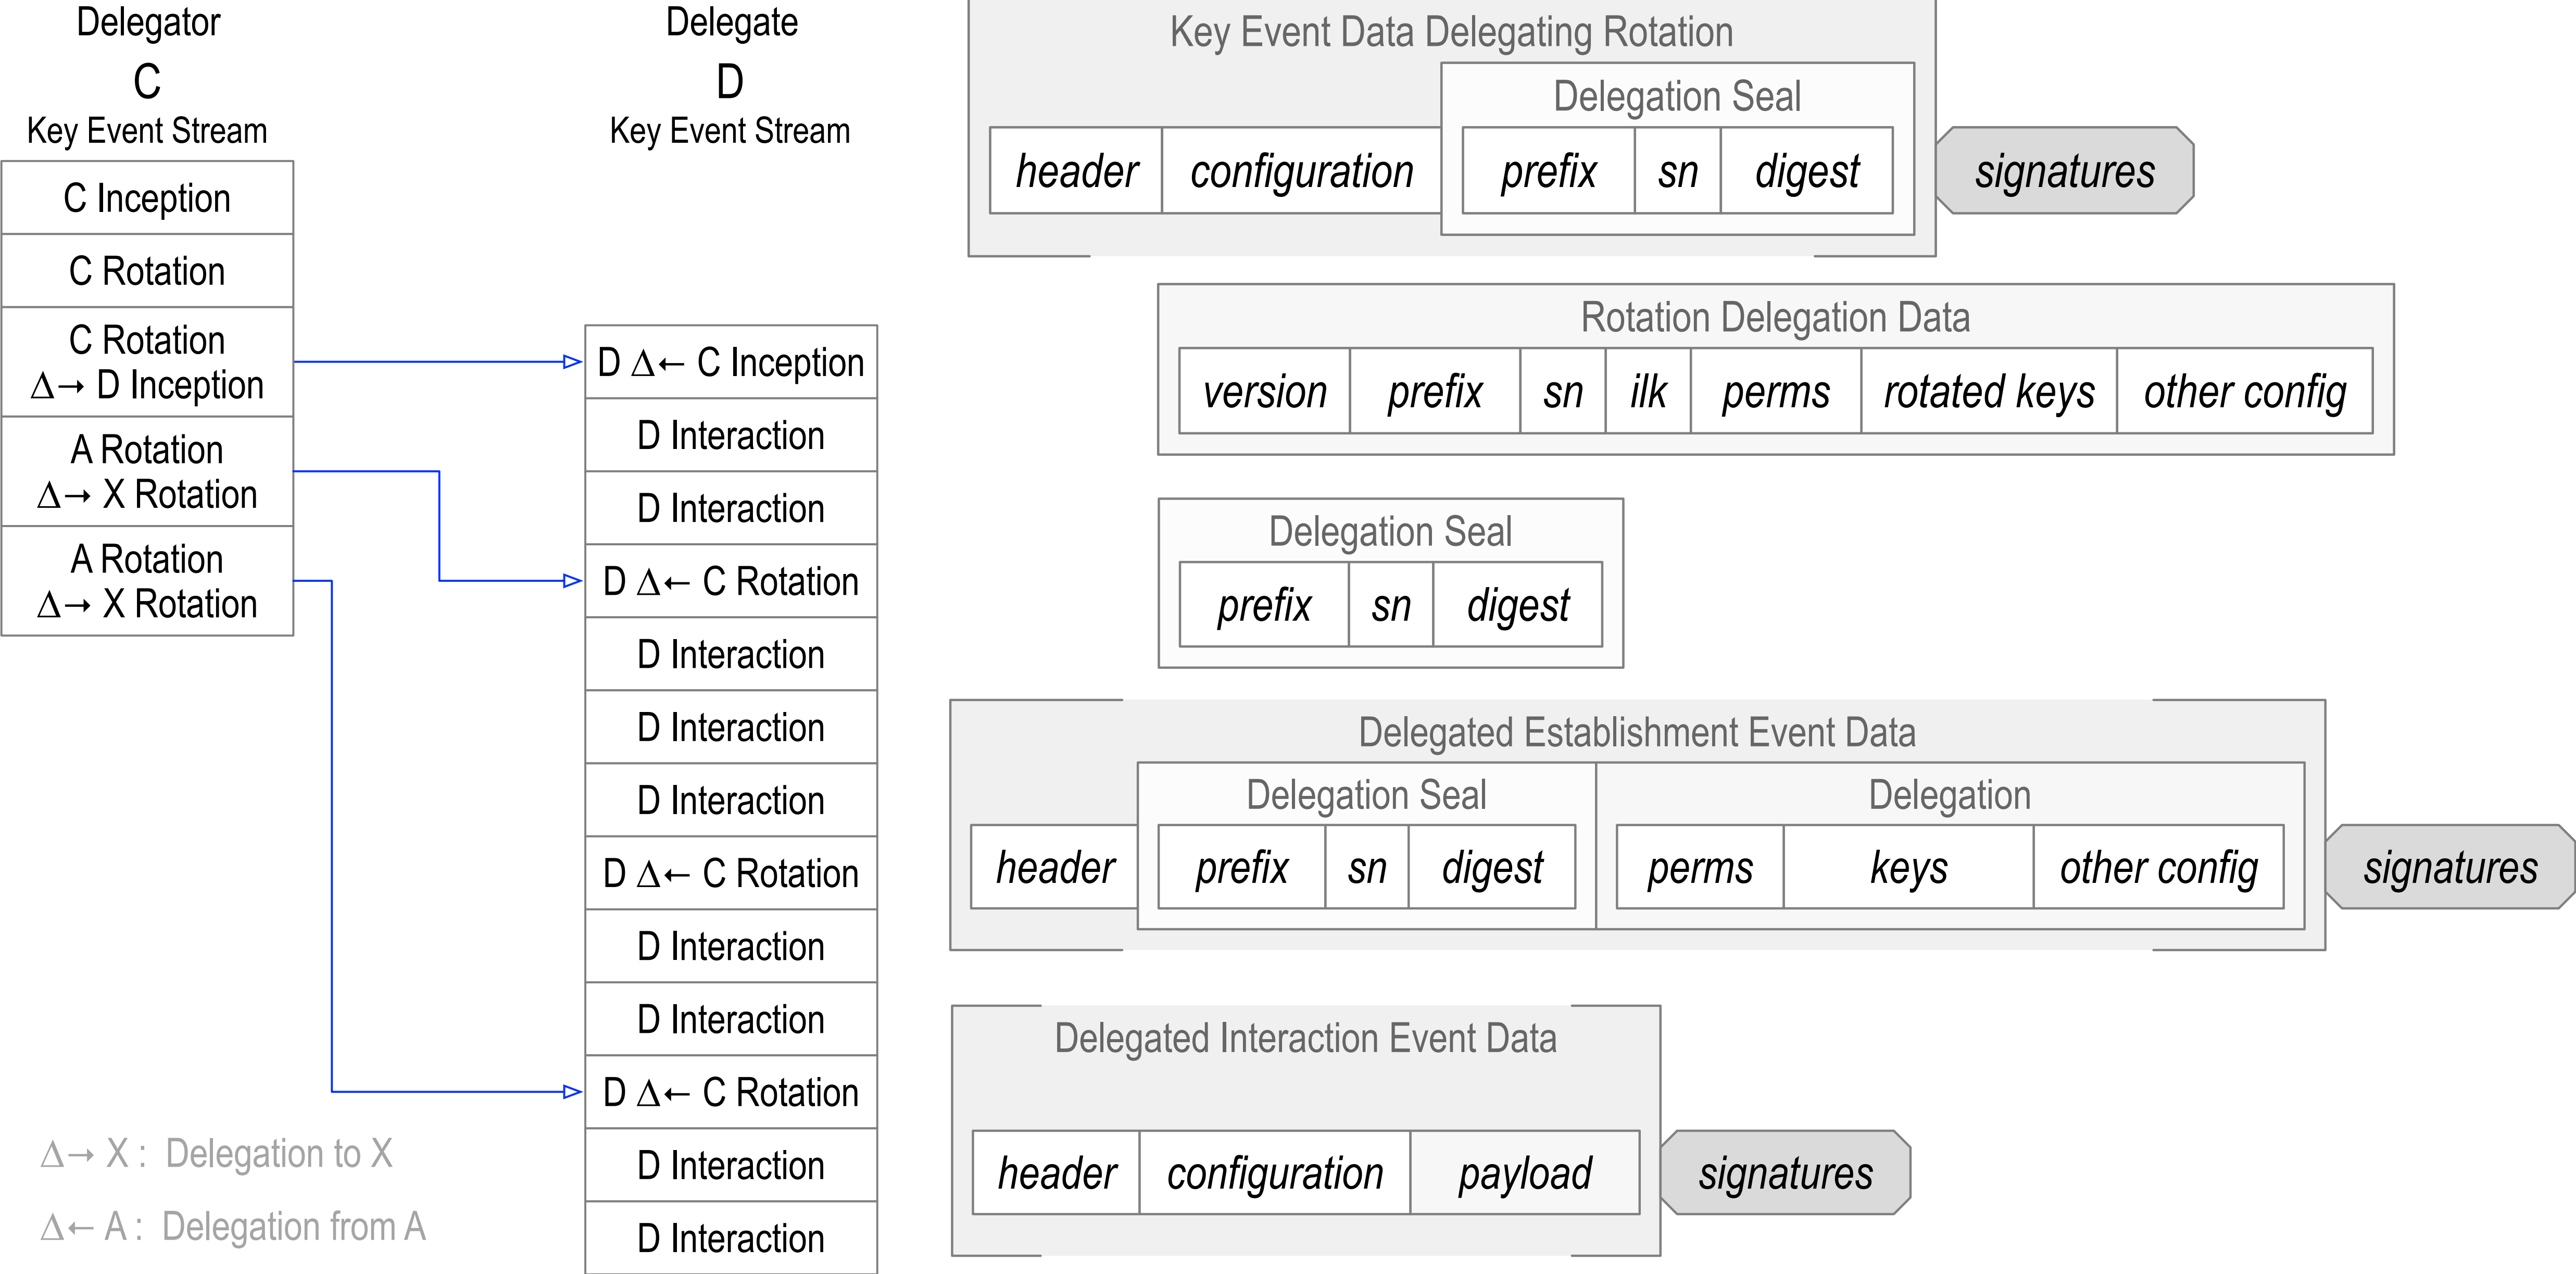 Delegator
C
Key Event Stream
C Inception
C Rotation
C Rotation
Δ→ D Inception
A Rotation
Δ→ X Rotation
A Rotation
Δ→ X Rotation
Δ→ X : Delegation to X
Δ← A : Delegation from A
Delegate
D
Key Event Stream
D Δ← C Inception
D Interaction
D Interaction
D Δ← C Rotation
D Interaction
D Interaction
D Interaction
D Δ← C Rotation
D Interaction
D Interaction
D Δ← C Rotation
D Interaction
D Interaction
Key Event Data Delegating Rotation
Delegation Seal
header configuration prefix sn digest signatures
Rotation Delegation Data
version prefix sn ilk perms rotated keys other config
Delegation Seal
prefix sn digest
Delegated Establishment Event Data
Delegation Seal Delegation
header prefix sn digest perms keys other config signatures
Delegated Interaction Event Data
header configuration payload signatures